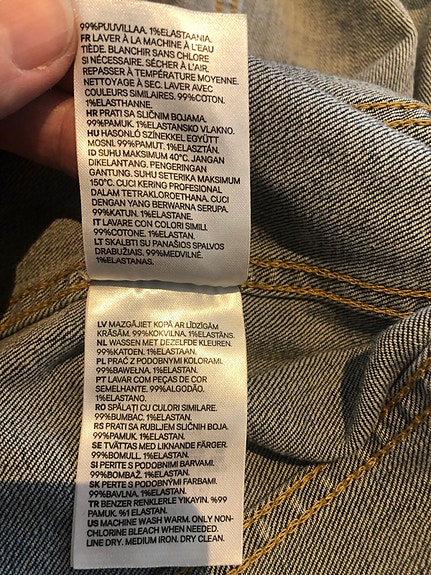 99%PUUVILLAA. 1%ELASTAANIA.
FR LAVER À LA MACHINE À L'EAU
TIÈDE. BLANCHIR SANS CHLORE
SI NÉCESSAIRE. SÉCHER À L'AIR.
REPASSER À TEMPÉRATURE MOYENNE.
NETTOYAGE À SEC. LAVER AVEC
COULEURS SIMILAIRES. 99%COTON.
1%ELASTHANNE.
HR PRATI SA SLIČNIM BOJAMA.
99%PAMUK. 1%ELASTANSKO VLAKNO.
HU HASONLÓ SZÍNEKKEL EGYÜTT
MOSNI. 99%PAMUT. 1%ELASZTÁN.
ID SUHU MAKSIMUM 40°C. JANGAN
DIKELANTANG. PENGERINGAN
GANTUNG. SUHU SETERIKA MAKSIMUM
150°C. CUCI KERING PROFESIONAL
DALAM TETRAKLOROETHANA. CUCI
DENGAN YANG BERWARNA SERUPA.
99%KATUN. 1%ELASTANE.
IT LAVARE CON COLORI SIMILI
99%COTONE. 1%ELASTAN.
LT SKALBTI SU PANAŠIOS SPALVOS
DRABUŽIAIS. 99%MEDVILNĖ.
1%ELASTANAS.
LV MAZGĀJIET KOPĀ AR LĪDZĪGĀM
KRĀSĀM. 99%KOKVILNA. 1%ELASTĀNS.
NL WASSEN MET DEZELFDE KLEUREN.
99%KATOEN. 1%ELASTAAN.
PL PRAĆ Z PODOBNYMI KOLORAMI.
99%BAWEŁNA. 1%ELASTAN.
PT LAVAR COM PEÇAS DE COR
SEMELHANTE. 99%ALGODÃO.
1%ELASTANO.
RO SPĂLAȚI CU CULORI SIMILARE.
99%BUMBAC. 1%ELASTAN.
RS PRATI SA RUBLJEM SLIČNIH BOJA.
99%PAMUK. 1%ELASTAN.
SE TVÄTTAS MED LIKNANDE FÄRGER.
99%BOMULL. 1%ELASTAN.
SI PERITE S PODOBNIMI BARVAMI.
99%BOMBAŽ. 1%ELASTAN.
SK PERTE S PODOBNÝMI FARBAMI.
99%BAVLNA. 1%ELASTAN.
TR BENZER RENKLERLE YIKAYIN. %99
PAMUK. %1 ELASTAN.
US MACHINE WASH WARM. ONLY NON-
CHLORINE BLEACH WHEN NEEDED.
LINE DRY. MEDIUM IRON. DRY CLEAN.